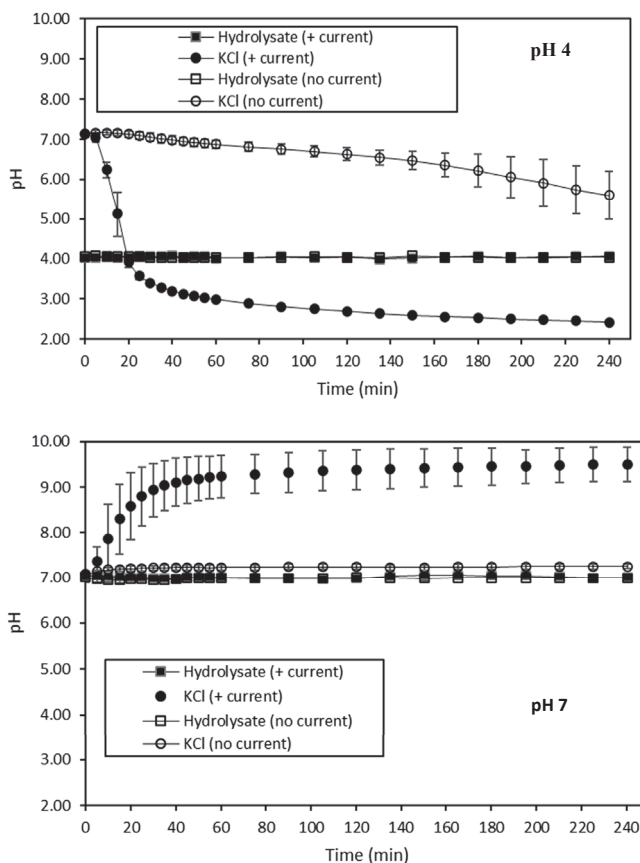 10.00
9.00
8.00
7.00
6.00
5.00
4.00
3.00
2.00
pH
Hydrolysate (+ current)
KCl (+ current)
Hydrolysate (no current)
KCl (no current)
pH 4
0 20 40 60 80 100 120 140 160 180 200 220 240
Time (min)
10.00
9.00
8.00
7.00
6.00
5.00
4.00
3.00
2.00
pH
Hydrolysate (+ current)
KCl (+ current)
Hydrolysate (no current)
KCl (no current)
pH 7
0 20 40 60 80 100 120 140 160 180 200 220 240
Time (min)